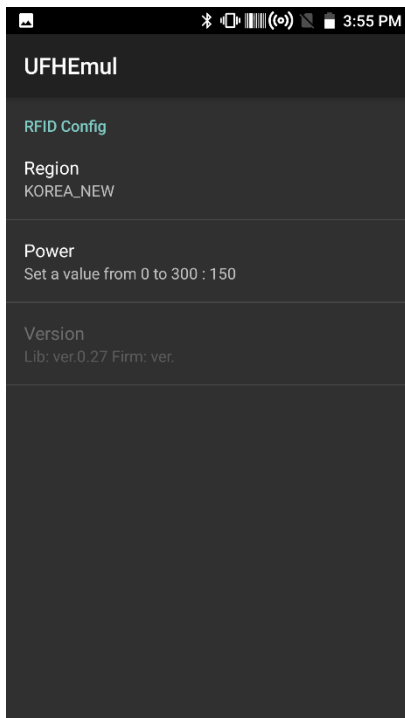 3:55 PM
UFHEmul
RFID Config
Region
KOREA_NEW
Power
Set a value from 0 to 300 : 150
Version
Lib: ver.0.27 Firm: ver.